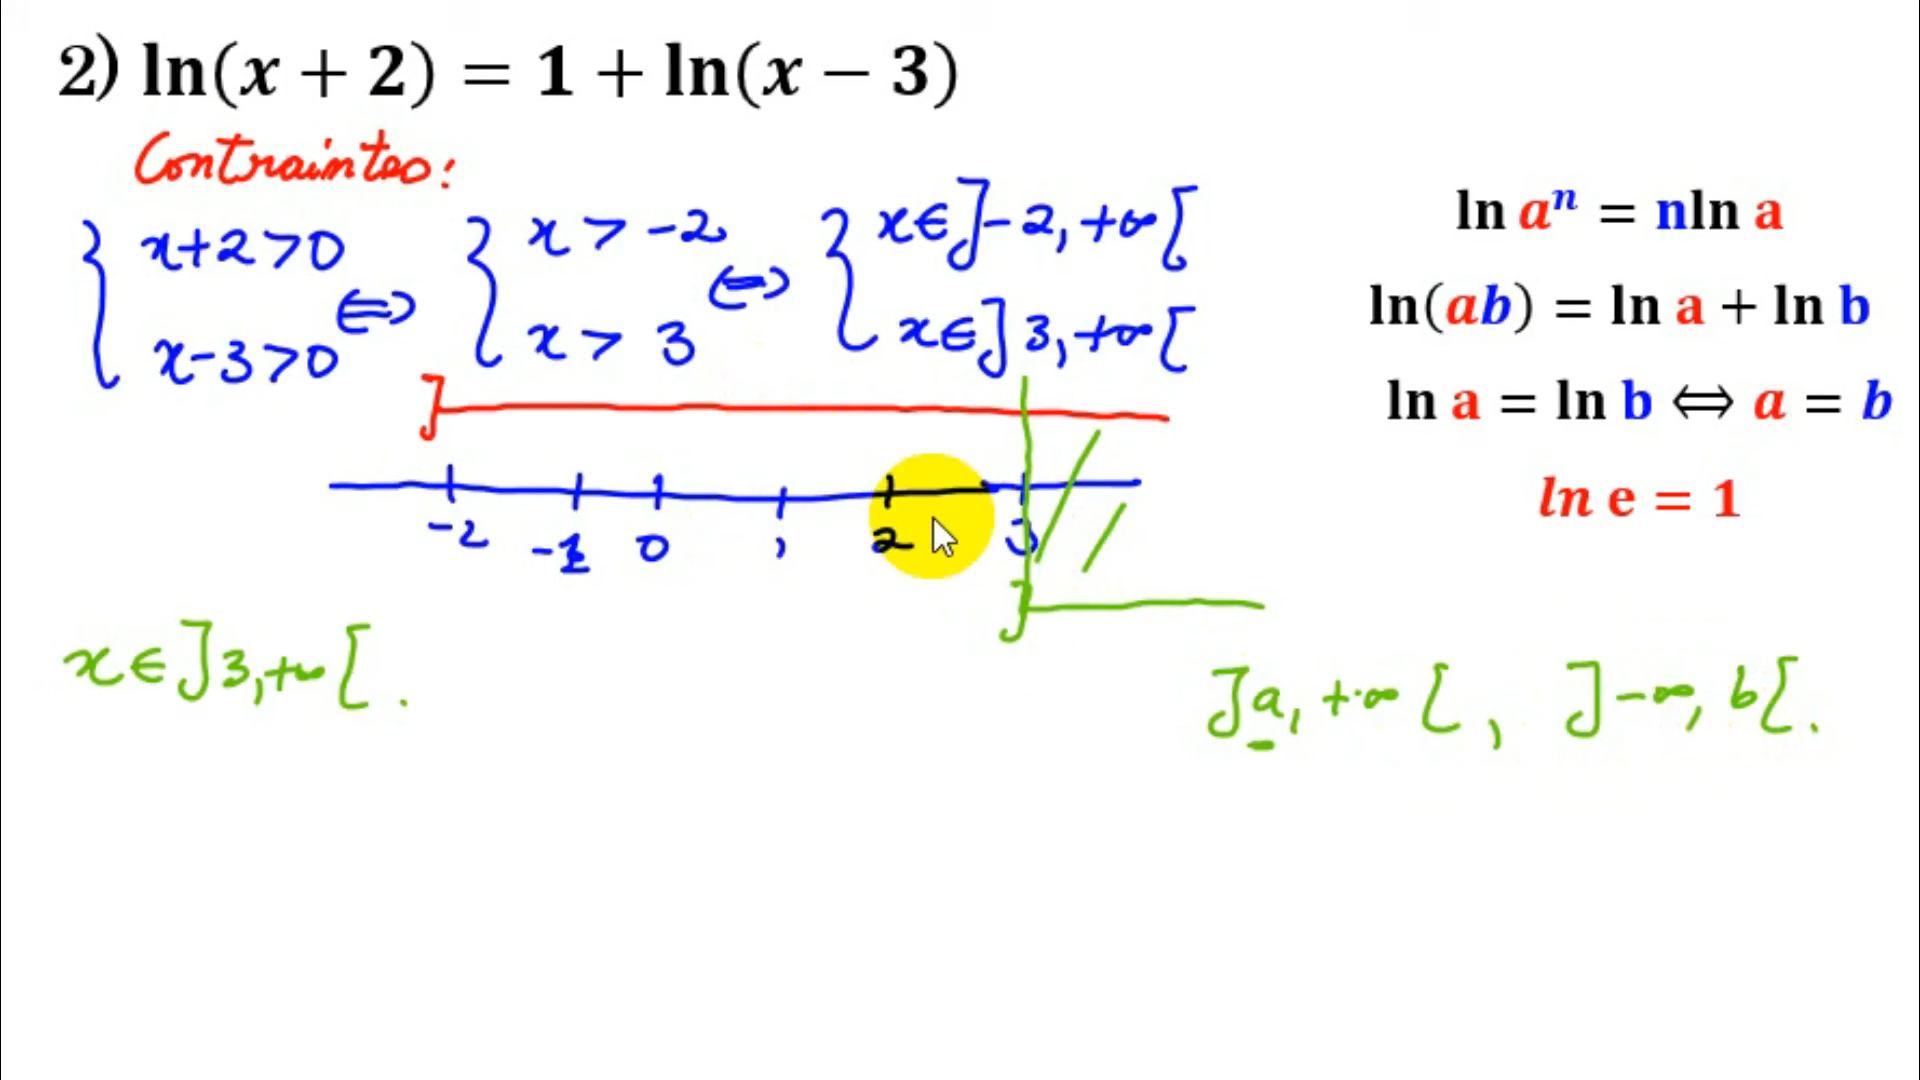 2) ln(x + 2) = 1 + ln(x − 3)
Contraintes:
{ x+2>0 ⇔ { x > -2 ⇔ { x∈]-2, +∞[
x-3>0 x > 3 x∈]3, +∞[
ln aⁿ = nln a
ln(ab) = ln a + ln b
ln a = ln b ⟺ a = b
ln e = 1
]
-2 -1 0 1 2 3
]
x∈]3,+∞[.
]a, +∞[ , ]-∞, b[.